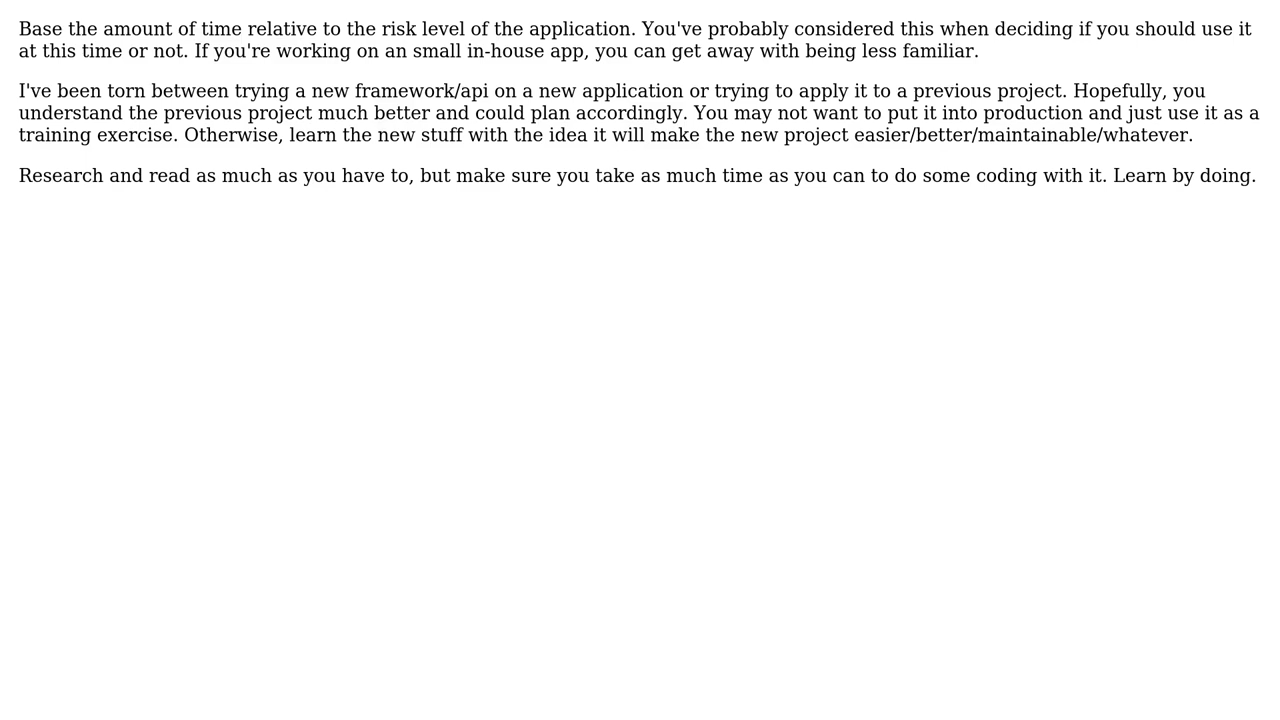 Base the amount of time relative to the risk level of the application. You've probably considered this when deciding if you should use it
at this time or not. If you're working on an small in-house app, you can get away with being less familiar.
I've been torn between trying a new framework/api on a new application or trying to apply it to a previous project. Hopefully, you
understand the previous project much better and could plan accordingly. You may not want to put it into production and just use it as a
training exercise. Otherwise, learn the new stuff with the idea it will make the new project easier/better/maintainable/whatever.
Research and read as much as you have to, but make sure you take as much time as you can to do some coding with it. Learn by doing.